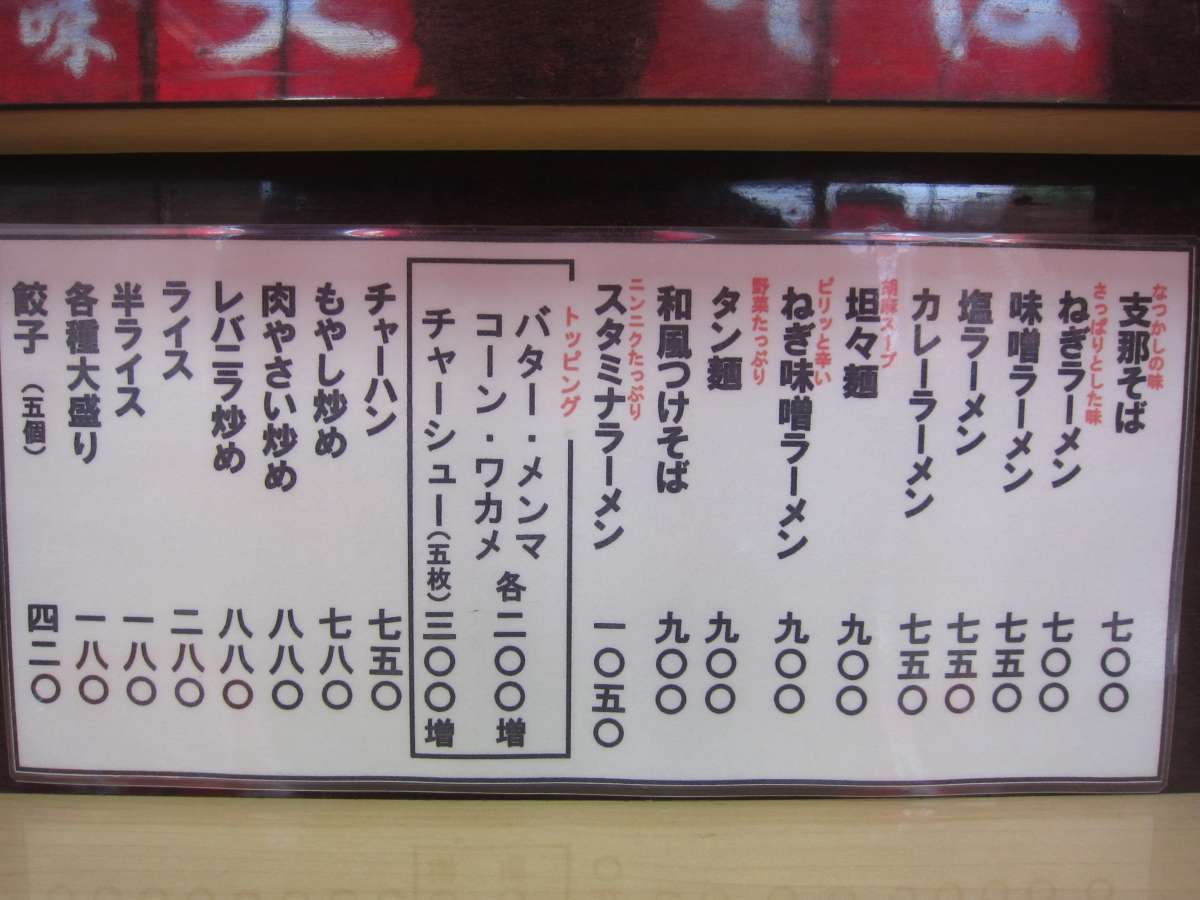 なつかしの味
支那そば 七〇〇
さっぱりとした味
ねぎラーメン 七〇〇
味噌ラーメン 七五〇
塩ラーメン 七五〇
カレーラーメン 七五〇
胡麻スープ
坦々麺 九〇〇
ピリッと辛い
ねぎ味噌ラーメン 九〇〇
野菜たっぷり
タン麺 九〇〇
和風つけそば 九〇〇
ニンニクたっぷり
スタミナラーメン 一〇五〇
トッピング
バター・メンマ
コーン・ワカメ 各二〇〇増
チャーシュー(五枚)三〇〇増
チャーハン 七五〇
もやし炒め 七八〇
肉やさい炒め 八八〇
レバニラ炒め 八八〇
ライス 二八〇
半ライス 一八〇
各種大盛り 一八〇
餃子(五個) 四二〇